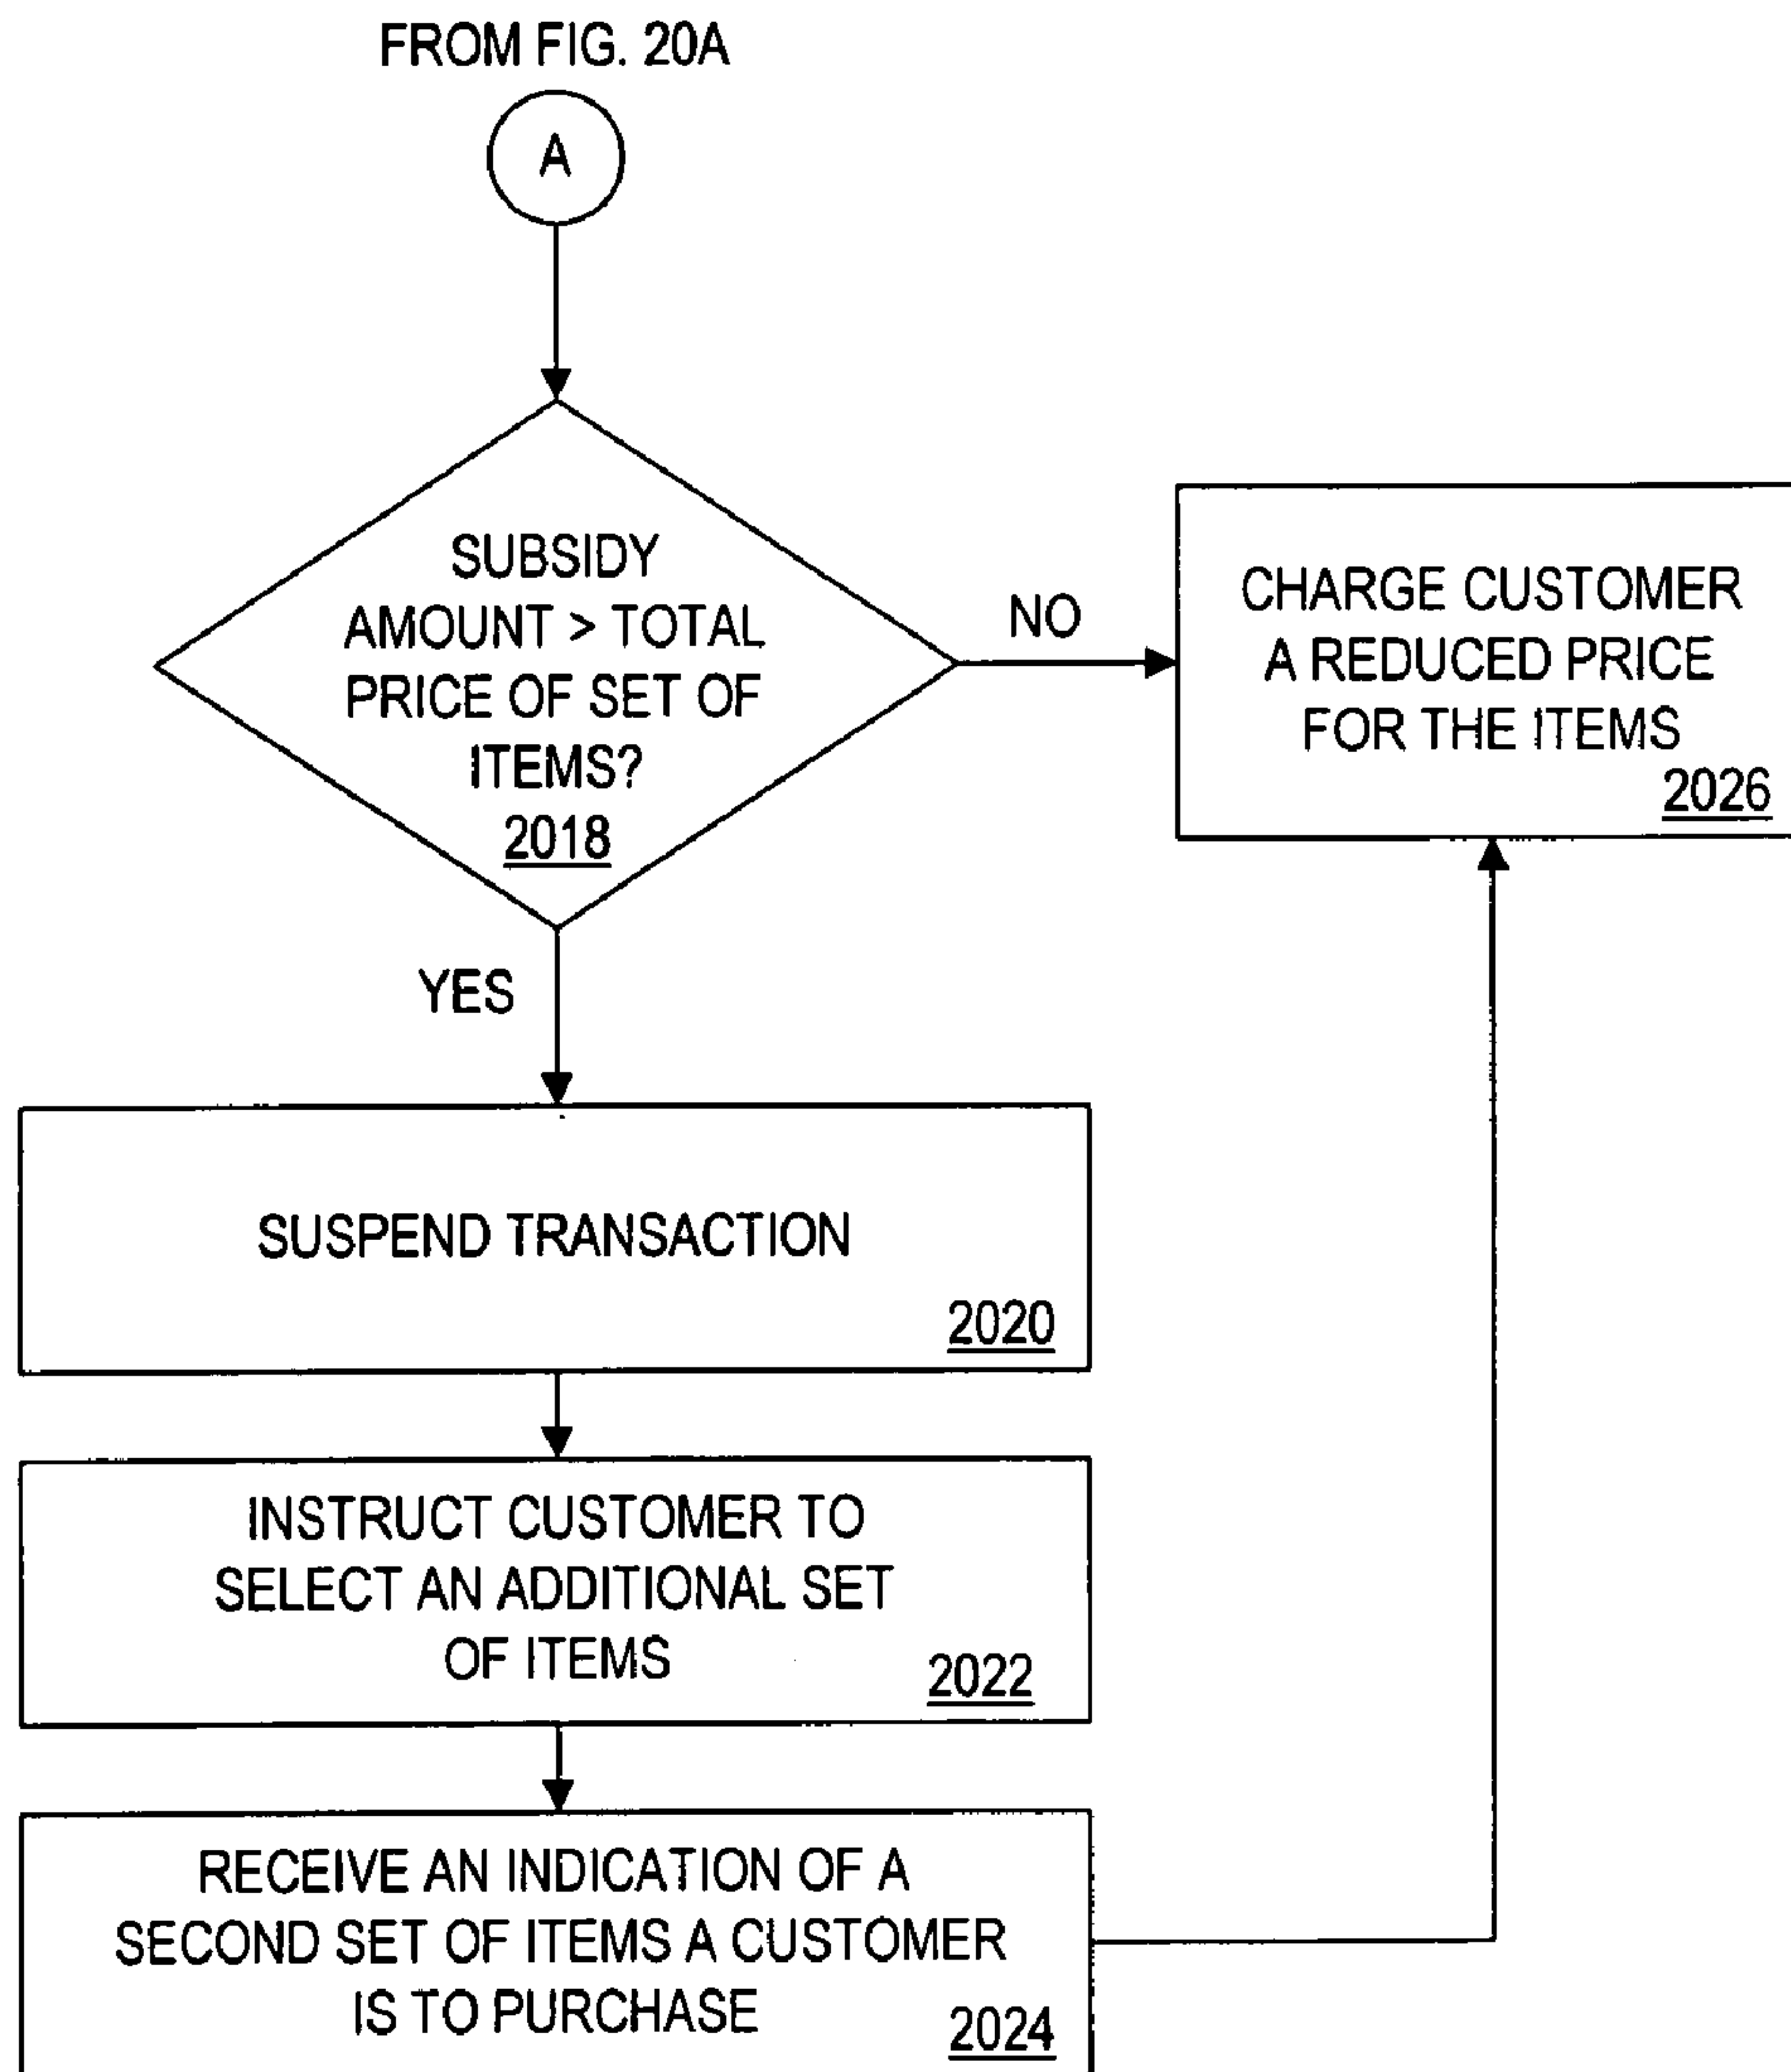 FROM FIG. 20A
A
SUBSIDY
AMOUNT > TOTAL
PRICE OF SET OF
ITEMS?
2018
NO
CHARGE CUSTOMER
A REDUCED PRICE
FOR THE ITEMS
2026
YES
SUSPEND TRANSACTION
2020
INSTRUCT CUSTOMER TO
SELECT AN ADDITIONAL SET
OF ITEMS
2022
RECEIVE AN INDICATION OF A
SECOND SET OF ITEMS A CUSTOMER
IS TO PURCHASE
2024